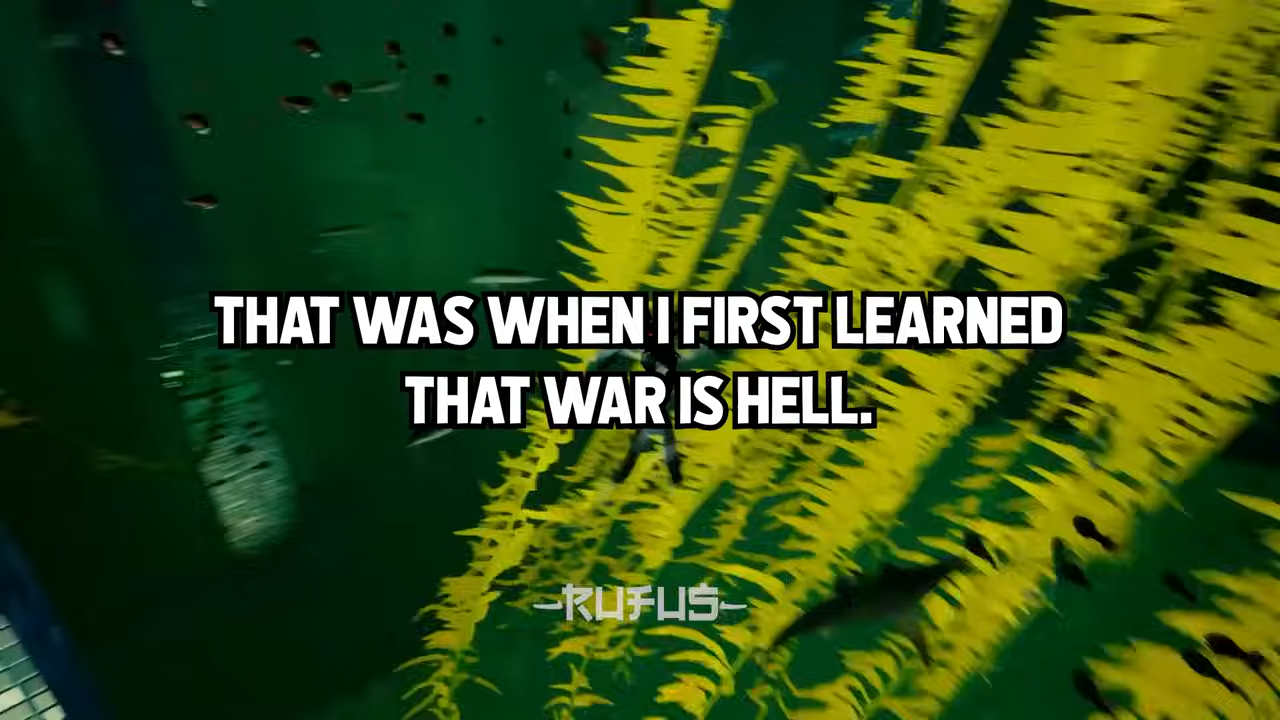 THAT WAS WHEN I FIRST LEARNED
THAT WAR IS HELL.
RUFUS